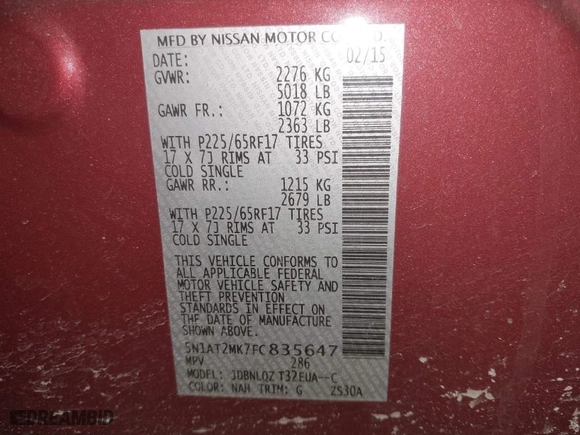 MFD BY NISSAN MOTOR CO., LTD.
DATE: 02/15
GVWR: 2276 KG
5018 LB
GAWR FR.: 1072 KG
2363 LB
WITH P225/65RF17 TIRES
17 X 7J RIMS AT 33 PSI
COLD SINGLE
GAWR RR.: 1215 KG
2679 LB
WITH P225/65RF17 TIRES
17 X 7J RIMS AT 33 PSI
COLD SINGLE
THIS VEHICLE CONFORMS TO
ALL APPLICABLE FEDERAL
MOTOR VEHICLE SAFETY AND
THEFT PREVENTION
STANDARDS IN EFFECT ON
THE DATE OF MANUFACTURE
SHOWN ABOVE.
5N1AT2MK7FC835647
MPV 286
MODEL: JDBNLQZ T32EUA--C
COLOR: NAH TRIM: G 2S30A
DREAMBID